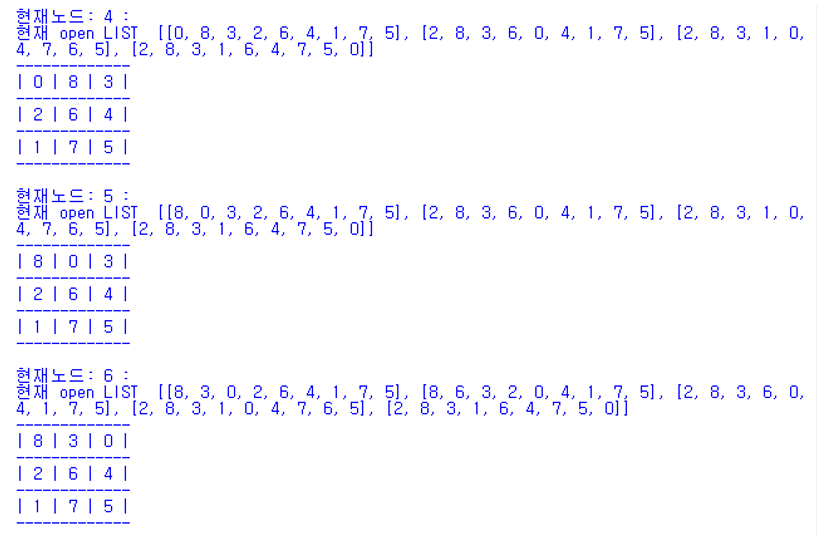 현재노드: 4 :
현재 open LIST  [[0, 8, 3, 2, 6, 4, 1, 7, 5], [2, 8, 3, 6, 0, 4, 1, 7, 5], [2, 8, 3, 1, 0,
4, 7, 6, 5], [2, 8, 3, 1, 6, 4, 7, 5, 0]]
-------------
| 0 | 8 | 3 |
-------------
| 2 | 6 | 4 |
-------------
| 1 | 7 | 5 |
-------------
현재노드: 5 :
현재 open LIST  [[8, 0, 3, 2, 6, 4, 1, 7, 5], [2, 8, 3, 6, 0, 4, 1, 7, 5], [2, 8, 3, 1, 0,
4, 7, 6, 5], [2, 8, 3, 1, 6, 4, 7, 5, 0]]
-------------
| 8 | 0 | 3 |
-------------
| 2 | 6 | 4 |
-------------
| 1 | 7 | 5 |
-------------
현재노드: 6 :
현재 open LIST  [[8, 3, 0, 2, 6, 4, 1, 7, 5], [8, 6, 3, 2, 0, 4, 1, 7, 5], [2, 8, 3, 6, 0,
4, 1, 7, 5], [2, 8, 3, 1, 0, 4, 7, 6, 5], [2, 8, 3, 1, 6, 4, 7, 5, 0]]
-------------
| 8 | 3 | 0 |
-------------
| 2 | 6 | 4 |
-------------
| 1 | 7 | 5 |
-------------